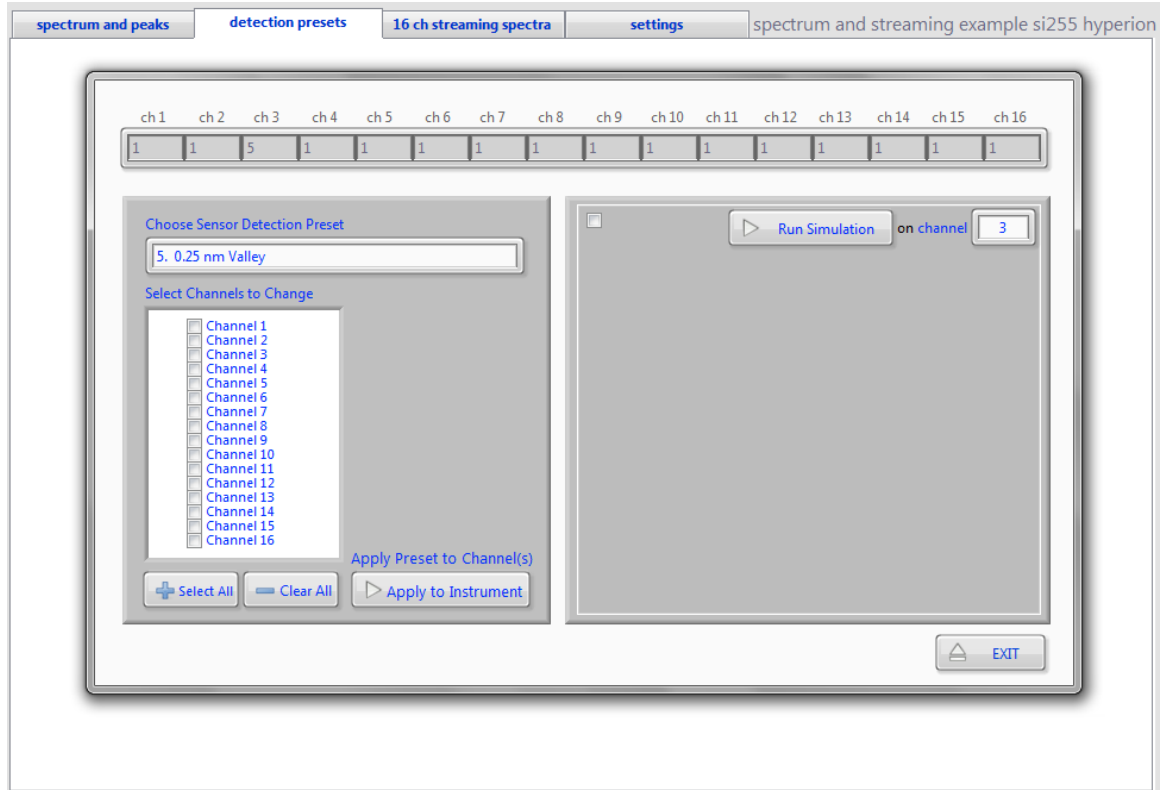 spectrum and peaks detection presets 16 ch streaming spectra settings spectrum and streaming example si255 hyperion
ch 1 ch 2 ch 3 ch 4 ch 5 ch 6 ch 7 ch 8 ch 9 ch 10 ch 11 ch 12 ch 13 ch 14 ch 15 ch 16
1 1 5 1 1 1 1 1 1 1 1 1 1 1 1 1
Choose Sensor Detection Preset
5. 0.25 nm Valley
Select Channels to Change
Channel 1
Channel 2
Channel 3
Channel 4
Channel 5
Channel 6
Channel 7
Channel 8
Channel 9
Channel 10
Channel 11
Channel 12
Channel 13
Channel 14
Channel 15
Channel 16
Apply Preset to Channel(s)
Select All Clear All Apply to Instrument
Run Simulation on channel 3
EXIT